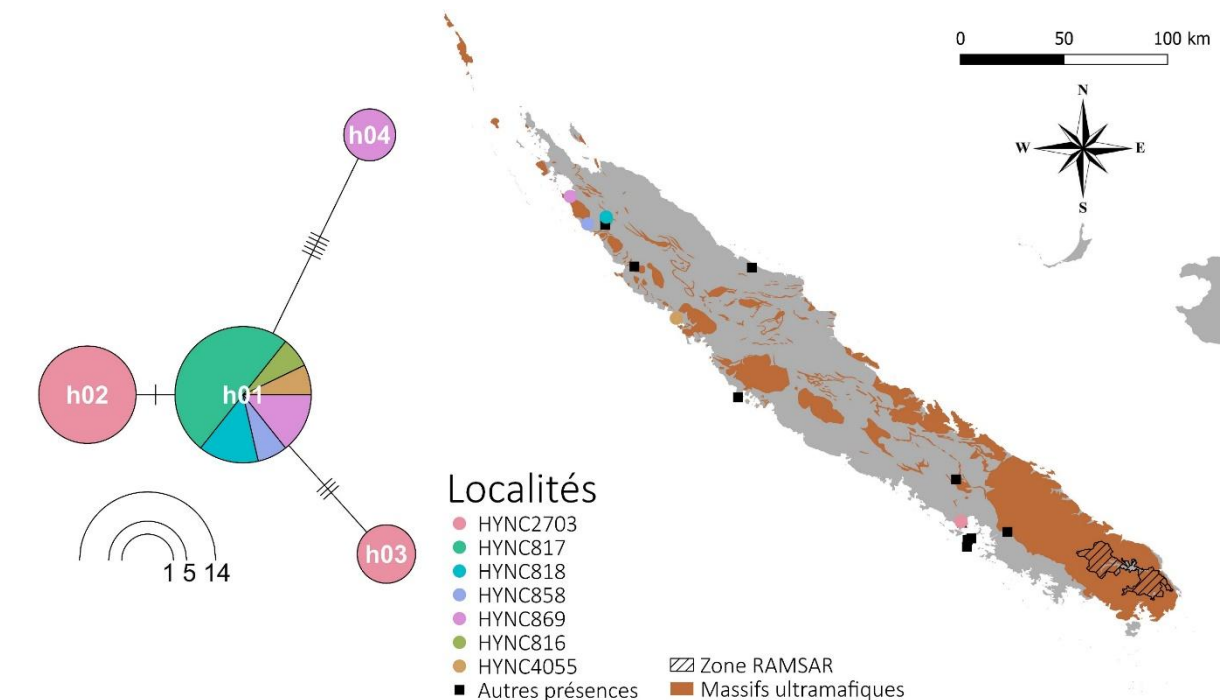 0 50 100 km
N
W E
S
h04
h02
h01
h03
1 5 14
Localités
HYNC2703
HYNC817
HYNC818
HYNC858
HYNC869
HYNC816
HYNC4055
Autres présences
Zone RAMSAR
Massifs ultramafiques